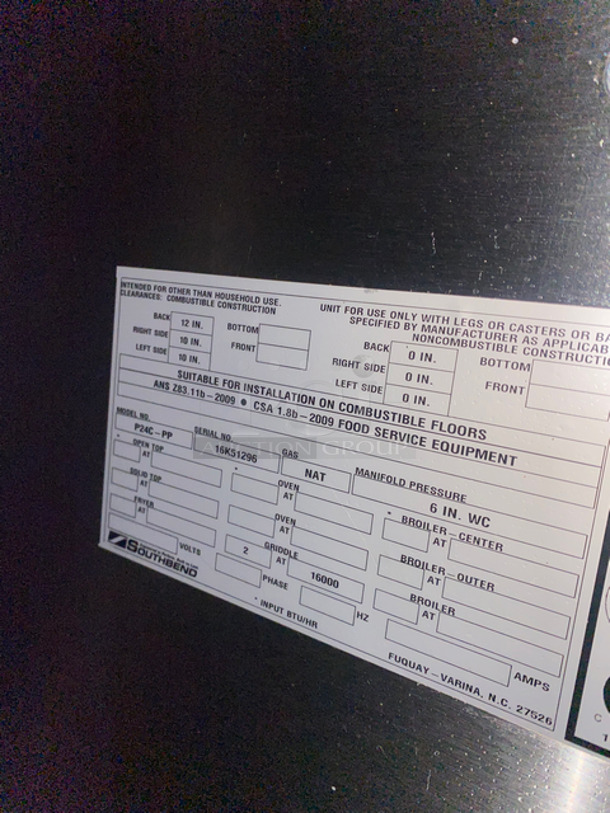 INTENDED FOR OTHER THAN HOUSEHOLD USE.
CLEARANCES: COMBUSTIBLE CONSTRUCTION
BACK 12 IN. BOTTOM
RIGHT SIDE 10 IN. FRONT
LEFT SIDE 10 IN.
UNIT FOR USE ONLY WITH LEGS OR CASTERS OR
SPECIFIED BY MANUFACTURER AS
NONCOMBUSTIBLE
BACK 0 IN. BOTTOM
RIGHT SIDE 0 IN. FRONT
LEFT SIDE 0 IN.
SUITABLE FOR INSTALLATION ON COMBUSTIBLE FLOORS
ANS Z83.11b-2009 • CSA 1.8b-2009 FOOD SERVICE EQUIPMENT
MODEL NO. SERIAL NO. GAS MANIFOLD PRESSURE
P24C-PP 16K51296 NAT 6 IN. WC
* OPEN TOP * OVEN * BROILER-CENTER
AT AT AT
SOLID TOP OVEN BROILER-OUTER
AT AT AT
FRYER GRIDDLE BROILER
AT 2 AT 16000 AT
VOLTS PHASE HZ AMPS
SOUTHBEND
* INPUT BTU/HR
FUQUAY-VARINA, N.C. 27526
AUCTION GROUP
C
1